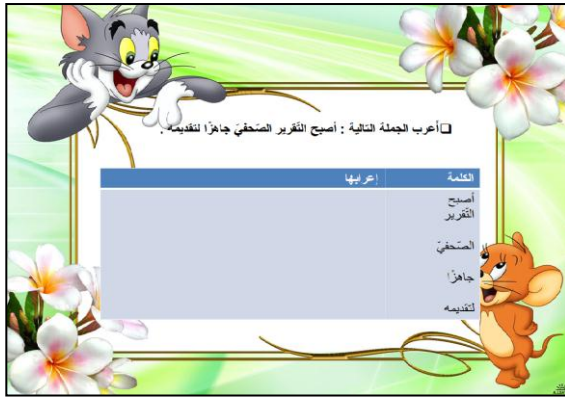 أعرب الجملة التالية : أصبح التّقرير الصّحفيّ جاهزًا لتقديمه .
الكلمة إعرابها
أصبح
التّقرير
الصّحفيّ
جاهزًا
لتقديمه